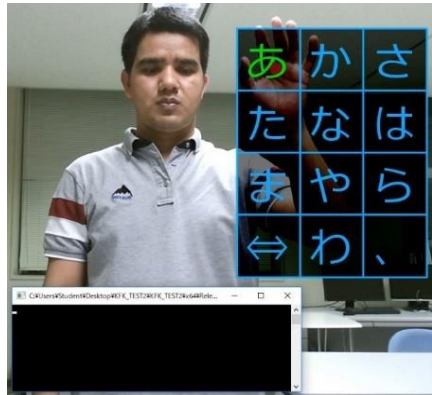 あ か さ
た な は
ま や ら
⇔ わ 、
C:¥Users¥Student¥Desktop¥KFK_TEST2¥KFK_TEST2¥x64¥Rele...